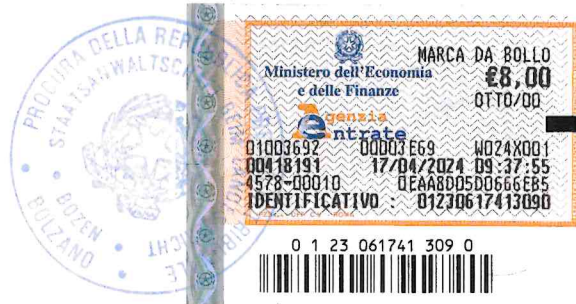 PROCURA DELLA REPUBBLICA
STAATSANWALTSCHAFT
BOZEN
BOLZANO
MARCA DA BOLLO
Ministero dell'Economia
e delle Finanze
€8,00
OTTO/00
Agenzia
Entrate
01003692 00003E69 W024X001
00418191 17/04/2024 09:37:55
4578-00010 0EAA8D05D0666EB5
IDENTIFICATIVO : 01230617413090
0 1 23 061741 309 0